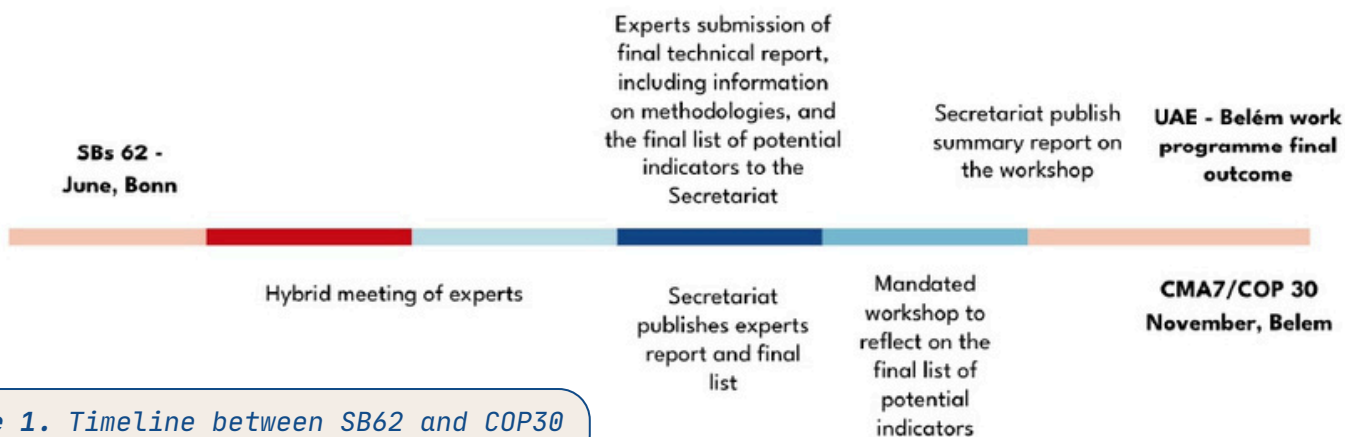 Experts submission of
final technical report,
including information
on methodologies, and
the final list of potential
indicators to the
Secretariat
SBs 62 -
June, Bonn
Secretariat publish
summary report on
the workshop
UAE - Belém work
programme final
outcome
Hybrid meeting of experts
Secretariat
publishes experts
report and final
list
Mandated
workshop to
reflect on the
final list of
potential
indicators
CMA7/COP 30
November, Belem
1. Timeline between SB62 and COP30